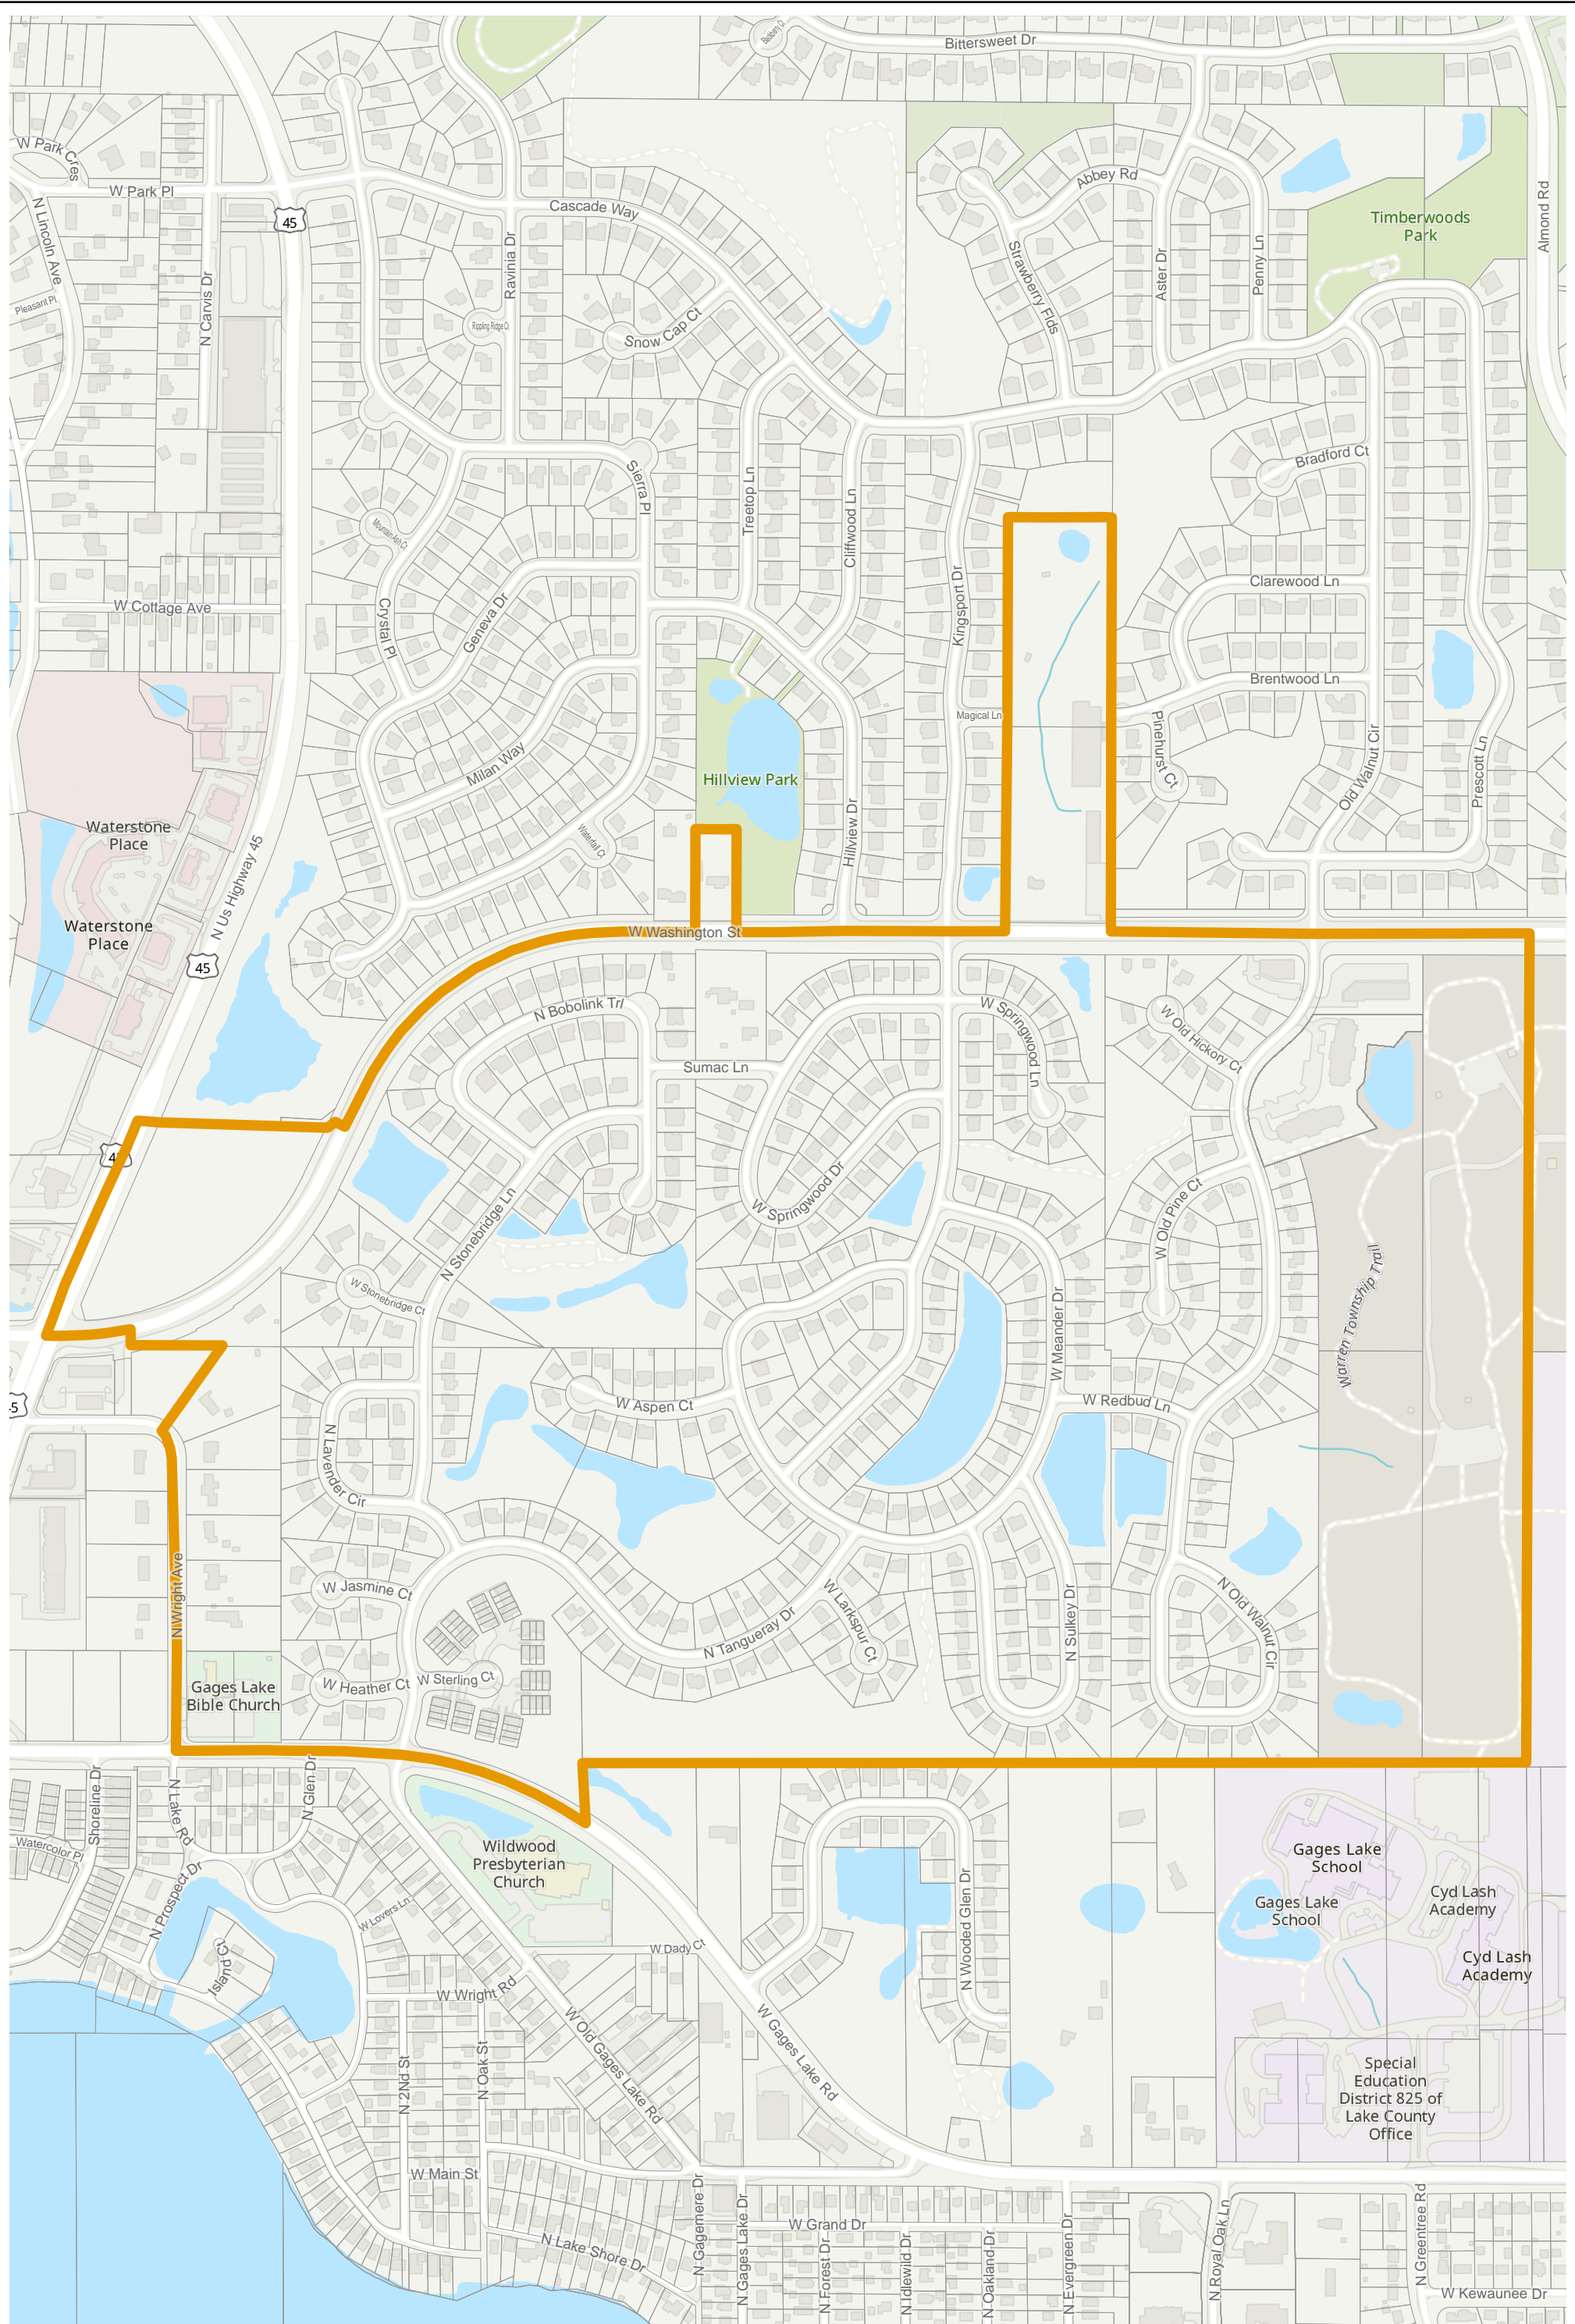 Bittersweet Dr
W Park Cres
W Park Pl
45
Cascade Way
Abbey Rd
Timberwoods
Park
Almond Rd
N Lincoln Ave
Pleasant Pl
N Carvis Dr
Ravinia Dr
Rippling Ridge Ct
Snow Cap Ct
Strawberry Flds
Aster Dr
Penny Ln
Sierra Pl
Bradford Ct
Mountain Ash Ct
Treetop Ln
Cliffwood Ln
Kingsport Dr
Clarewood Ln
W Cottage Ave
Crystal Pl
Geneva Dr
Brentwood Ln
Magical Ln
Pinehurst Ct
Old Walnut Cir
Prescott Ln
Milan Way
Hillview Park
Hillview Dr
Waterstone
Place
Waterfall Ct
N Us Highway 45
Waterstone
Place
W Washington St
45
N Bobolink Trl
W Springwood Ln
W Old Hickory Ct
Sumac Ln
W Springwood Dr
W Old Pine Ct
N Stonebridge Ln
W Stonebridge Ct
W Meander Dr
Warren Township Trail
W Aspen Ct
W Redbud Ln
N Lavender Cir
N Wright Ave
W Jasmine Ct
W Larkspur Ct
N Tangueray Dr
N Sulkey Dr
N Old Walnut Cir
W Sterling Ct
W Heather Ct
Gages Lake
Bible Church
Shoreline Dr
N Lake Rd
N Glen Dr
Watercolor Pl
Wildwood
Presbyterian
Church
Gages Lake
School
Gages Lake
School
Cyd Lash
Academy
Cyd Lash
Academy
N Prospect Dr
W Lovers Ln
Island Ct
W Dady Ct
N Wooded Glen Dr
W Wright Rd
W Old Gages Lake Rd
W Gages Lake Rd
N 2Nd St
N Oak St
Special
Education
District 825 of
Lake County
Office
W Main St
N Lake Shore Dr
N Gagemere Dr
N Gages Lake Dr
W Grand Dr
N Forest Dr
N Idlewild Dr
N Oakland Dr
N Evergreen Dr
N Royal Oak Ln
N Greentree Rd
W Kewaunee Dr